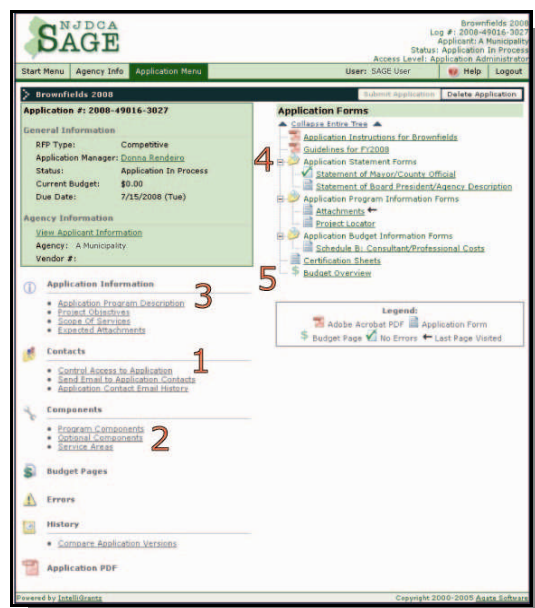 NJDCA
SAGE
Brownfields 2008
Log #: 2008-49016-3027
Applicant: A Municipality
Status: Application In Process
Access Level: Application Administrator
Start Menu Agency Info Application Menu User: SAGE User Help Logout
Brownfields 2008 Submit Application Delete Application
Application #: 2008-49016-3027
General Information
RFP Type: Competitive
Application Manager: Donna Rendeiro
Status: Application In Process
Current Budget: $0.00
Due Date: 7/15/2008 (Tue)
Agency Information
View Applicant Information
Agency: A Municipality
Vendor #:
Application Information
Application Program Description
Project Objectives
Scope Of Services
Expected Attachments
3
Contacts
Control Access to Application
Send Email to Application Contacts
Application Contact Email History
1
Components
Program Components
Optional Components
Service Areas
2
Budget Pages
Errors
History
Compare Application Versions
Application PDF
Application Forms
Collapse Entire Tree
Application Instructions for Brownfields
Guidelines for FY2008
4 Application Statement Forms
Statement of Mayor/County Official
Statement of Board President/Agency Description
Application Program Information Forms
Attachments
Project Locator
Application Budget Information Forms
Schedule B: Consultant/Professional Costs
Certification Sheets
5 $ Budget Overview
Legend:
Adobe Acrobat PDF Application Form
$ Budget Page No Errors Last Page Visited
Powered by IntelliGrants Copyright 2000-2005 Agate Software